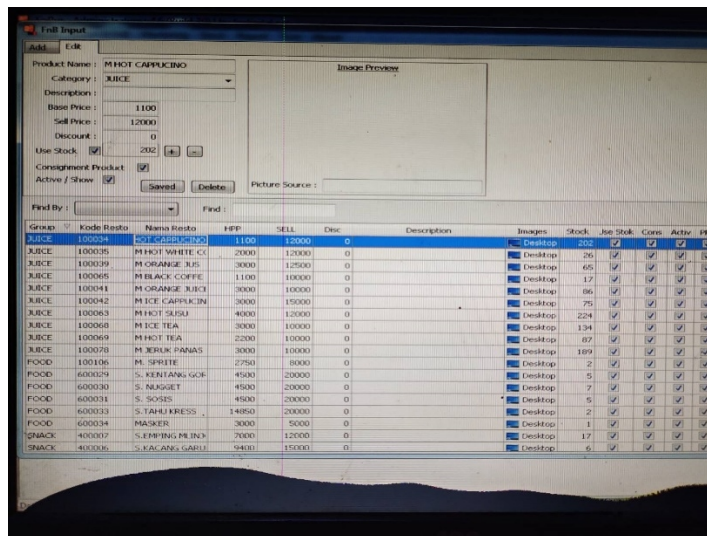 FnB Input
Add Edit
Product Name : M HOT CAPPUCINO
Category : JUICE
Description :
Base Price : 1100
Sell Price : 12000
Discount : 0
Use Stock 202 + -
Consignment Product
Active / Show
Saved Delete
Image Preview
Picture Source :
Find By : Find :
Group Kode Resto Nama Resto HPP SELL Disc Description Images Stock Jse Stok Cons Activ
JUICE 100034 HOT CAPPUCINO 1100 12000 0 Desktop 202
JUICE 100035 M HOT WHITE 2000 12000 0 Desktop 26
JUICE 100039 M ORANGE JUS 3000 12500 0 Desktop 65
JUICE 100065 M BLACK COFFE 1100 10000 0 Desktop 17
JUICE 100041 M ORANGE JUICI 3000 10000 0 Desktop 86
JUICE 100042 M ICE CAPPUCIN 3000 15000 0 Desktop 75
JUICE 100063 M HOT SUSU 4000 12000 0 Desktop 224
JUICE 100068 M ICE TEA 3000 10000 0 Desktop 134
JUICE 100069 M HOT TEA 2200 10000 0 Desktop 87
JUICE 100078 M JERUK PANAS 3000 10000 0 Desktop 189
FOOD 100106 M. SPRITE 2750 8000 0 Desktop 2
FOOD 600029 S. KENTANG GOF 4500 20000 0 Desktop 5
FOOD 600030 S. NUGGET 4500 20000 0 Desktop 7
FOOD 600031 S. SOSIS 4500 20000 0 Desktop 5
FOOD 600033 S.TAHU KRESS 14850 20000 0 Desktop 2
FOOD 600034 MASKER 3000 5000 0 Desktop 1
SNACK 400007 S.EMPING 7000 12000 0 Desktop 17
SNACK 400006 S.KACANG GARU 9400 15000 0 Desktop 6